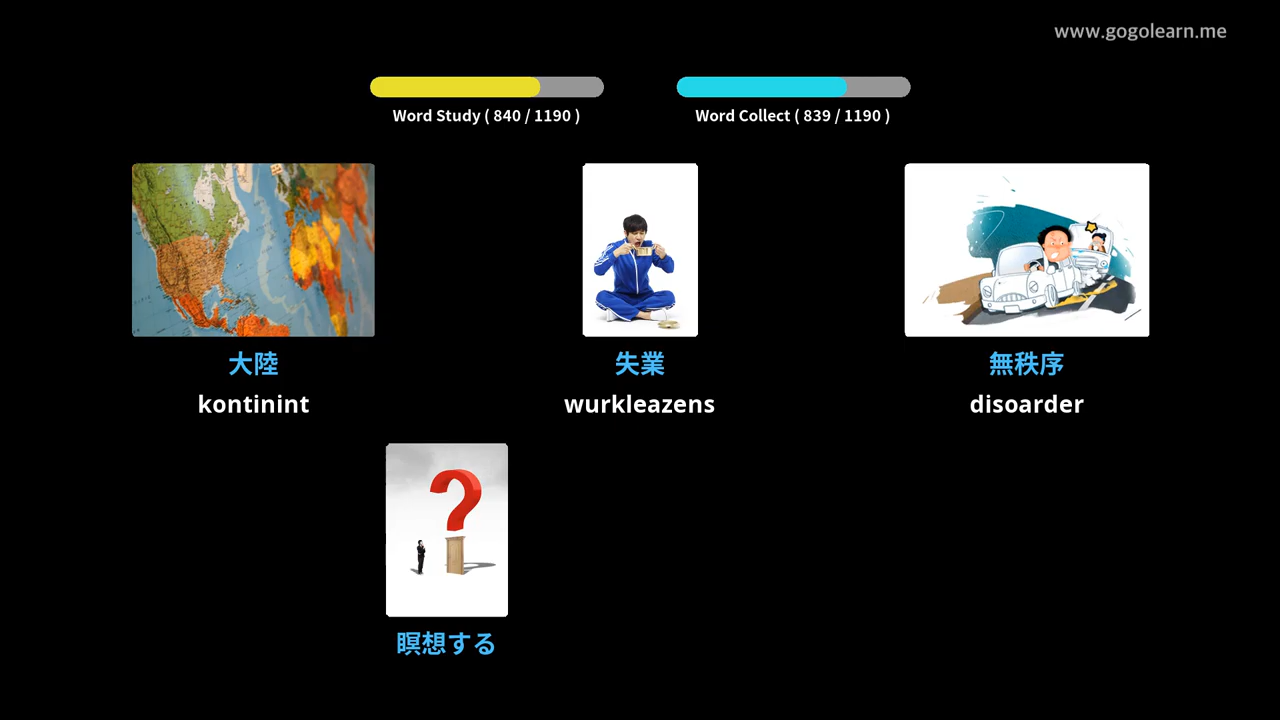 www.gogolearn.me
Word Study ( 840 / 1190 )
Word Collect ( 839 / 1190 )
大陸
kontinint
失業
wurkleazens
無秩序
disoarder
瞑想する